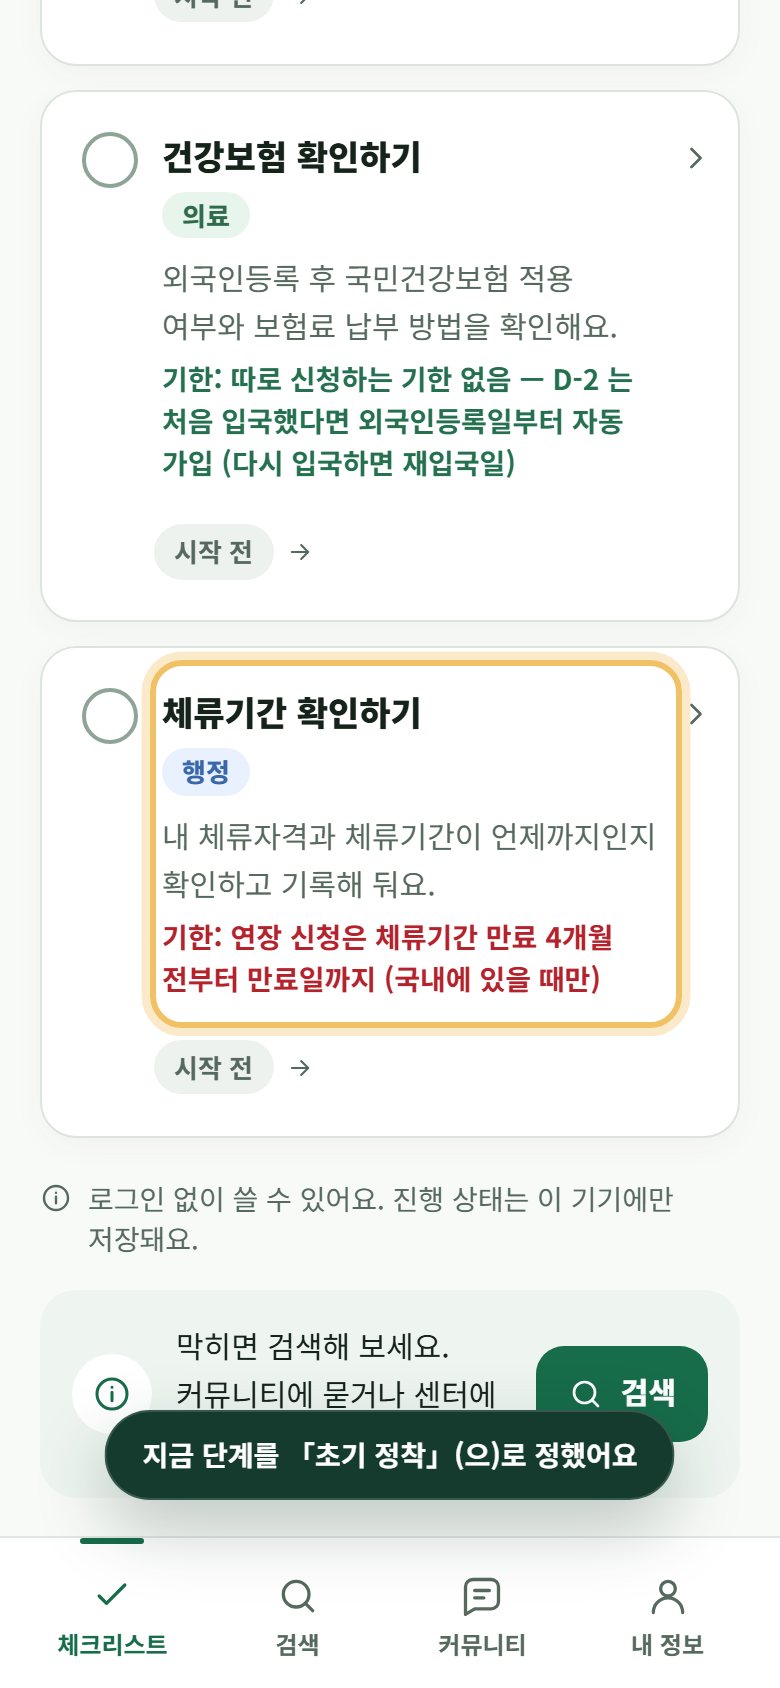 건강보험 확인하기
의료
외국인등록 후 국민건강보험 적용
여부와 보험료 납부 방법을 확인해요.
기한: 따로 신청하는 기한 없음 — D-2 는
처음 입국했다면 외국인등록일부터 자동
가입 (다시 입국하면 재입국일)
시작 전 →
체류기간 확인하기
행정
내 체류자격과 체류기간이 언제까지인지
확인하고 기록해 둬요.
기한: 연장 신청은 체류기간 만료 4개월
전부터 만료일까지 (국내에 있을 때만)
시작 전 →
로그인 없이 쓸 수 있어요. 진행 상태는 이 기기에만
저장돼요.
막히면 검색해 보세요.
커뮤니티에 묻거나 센터에
검색
지금 단계를 「초기 정착」(으)로 정했어요
체크리스트
검색
커뮤니티
내 정보